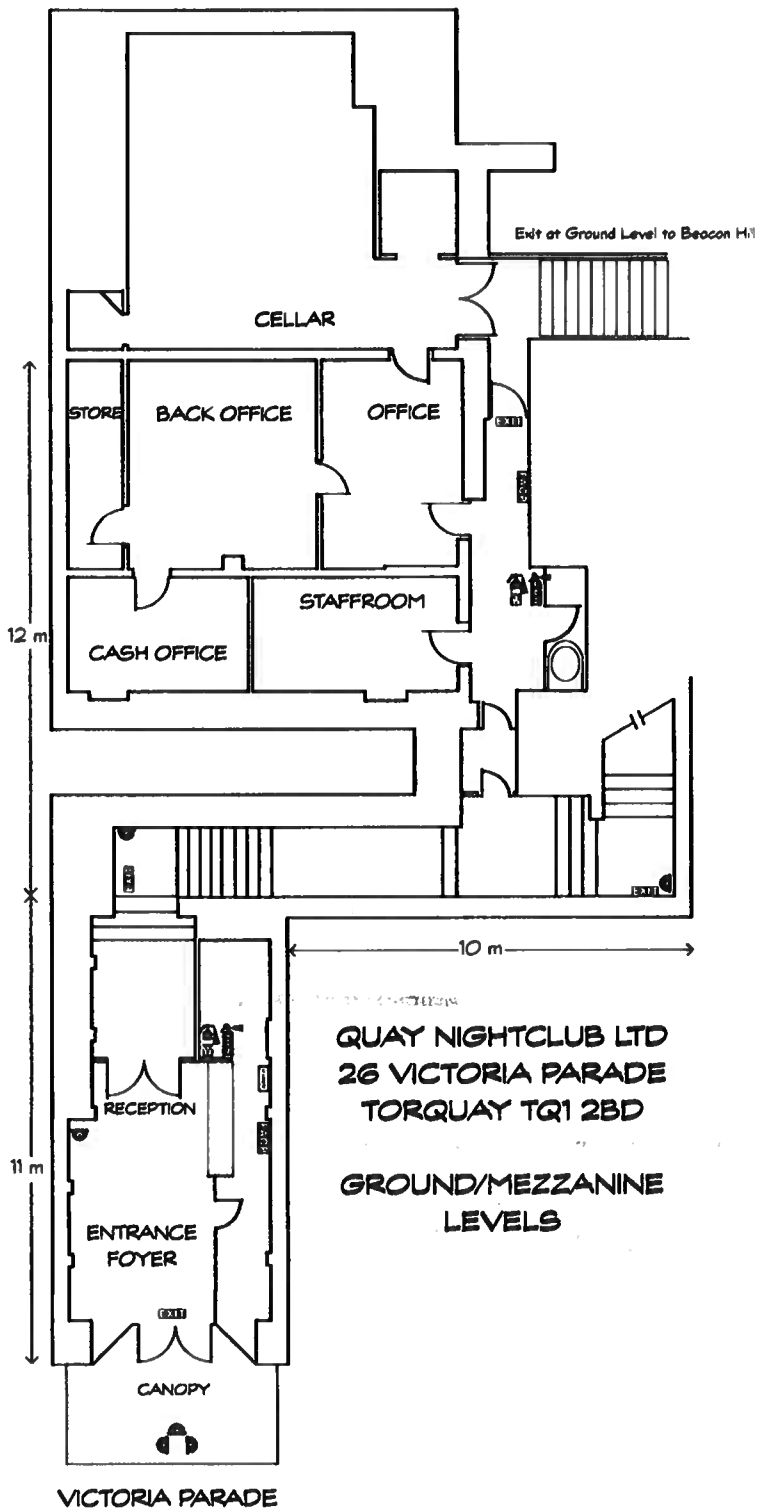 Exit at Ground Level to Beacon Hill
CELLAR
STORE
BACK OFFICE
OFFICE
EXIT
FACP
STAFFROOM
12 m
CASH OFFICE
EXIT
EXIT
10 m
QUAY NIGHTCLUB LTD
26 VICTORIA PARADE
TORQUAY TQ1 2BD
RECEPTION
FACP
11 m
GROUND/MEZZANINE
LEVELS
ENTRANCE
FOYER
EXIT
CANOPY
VICTORIA PARADE